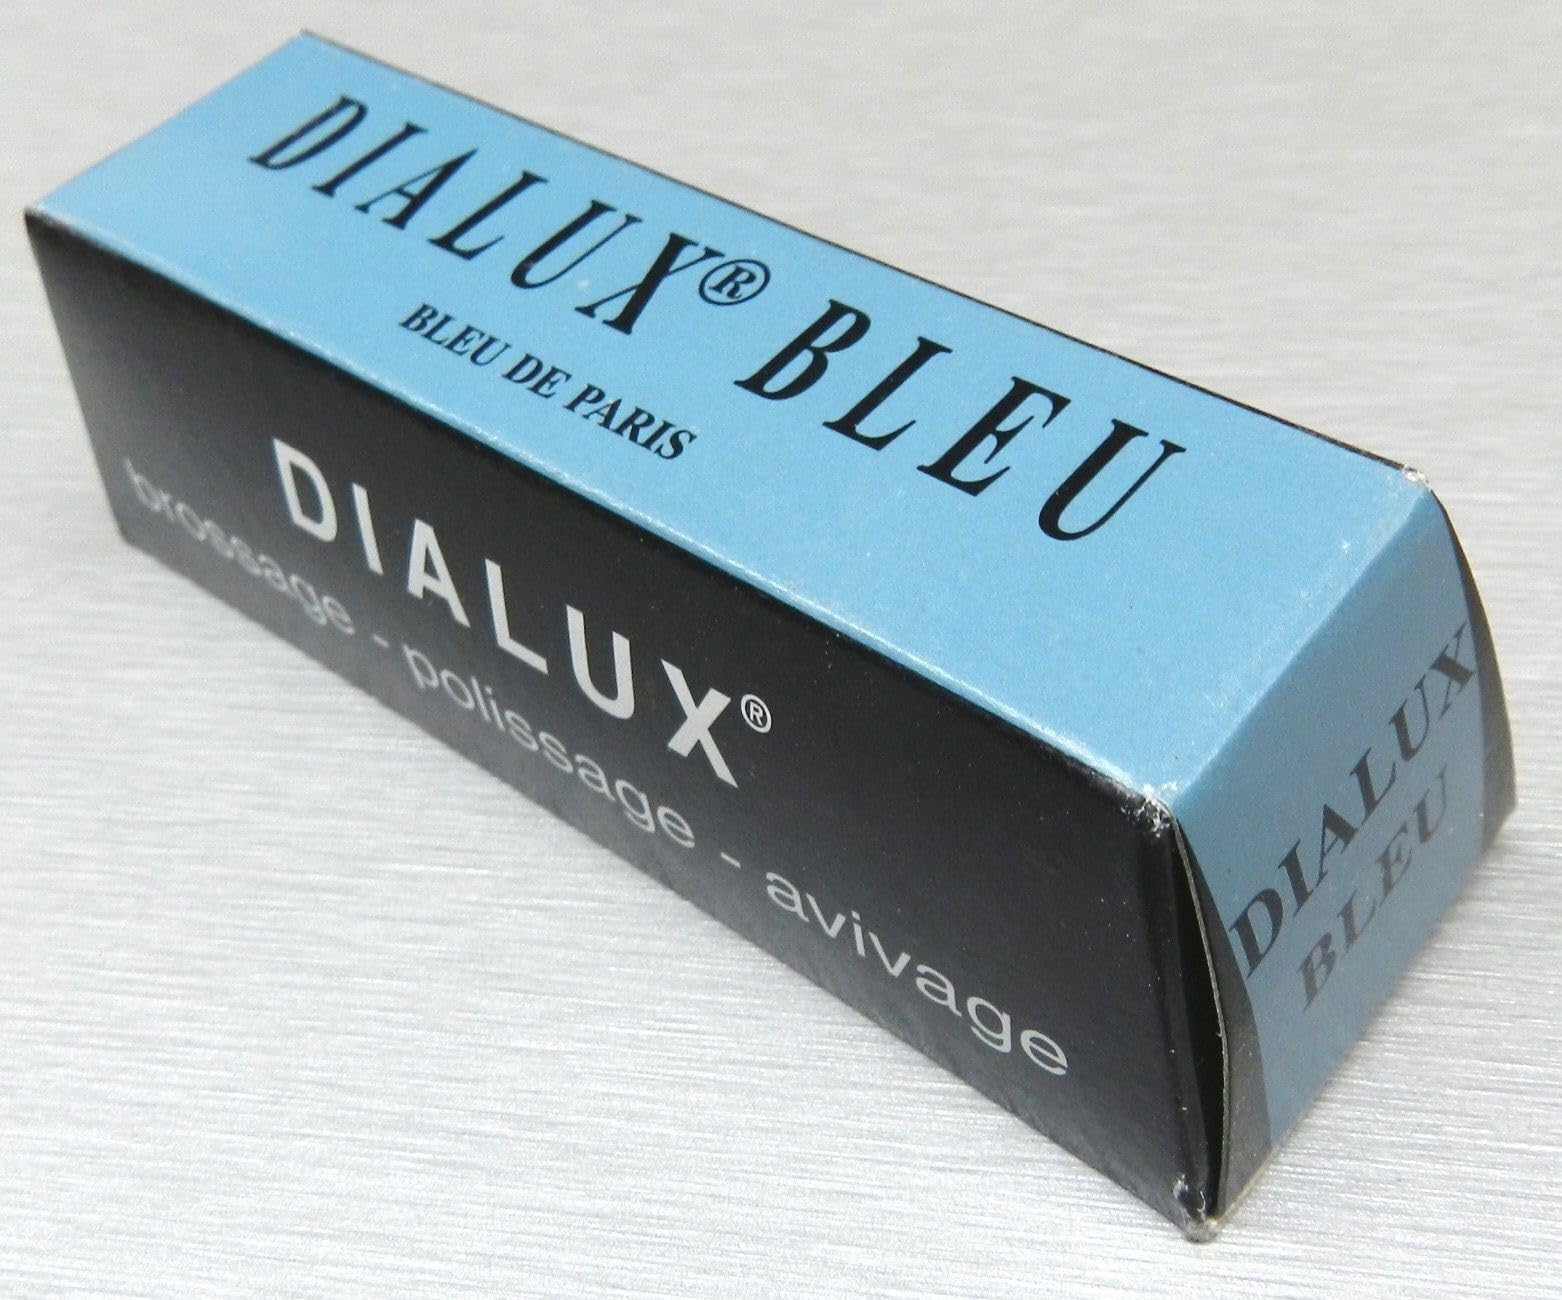 DIALUX® BLEU
BLEU DE PARIS
DIALUX®
brossage - polissage - avivage
DIALUX
BLEU